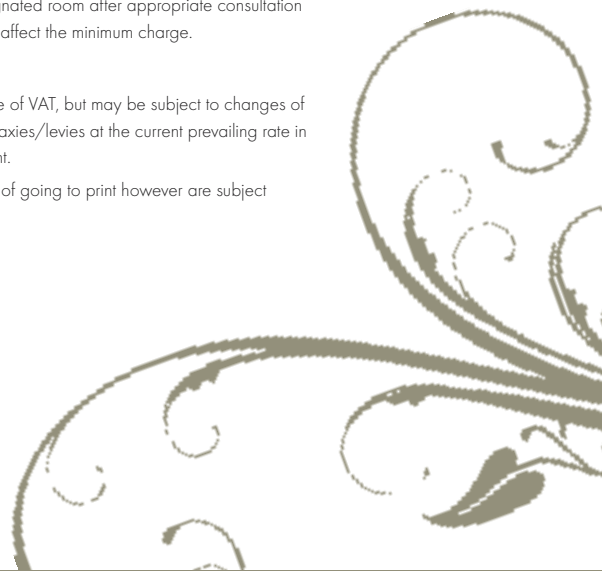 gnated room after appropriate consultation
affect the minimum charge.
e of VAT, but may be subject to changes of
axies/levies at the current prevailing rate in
nt.
of going to print however are subject